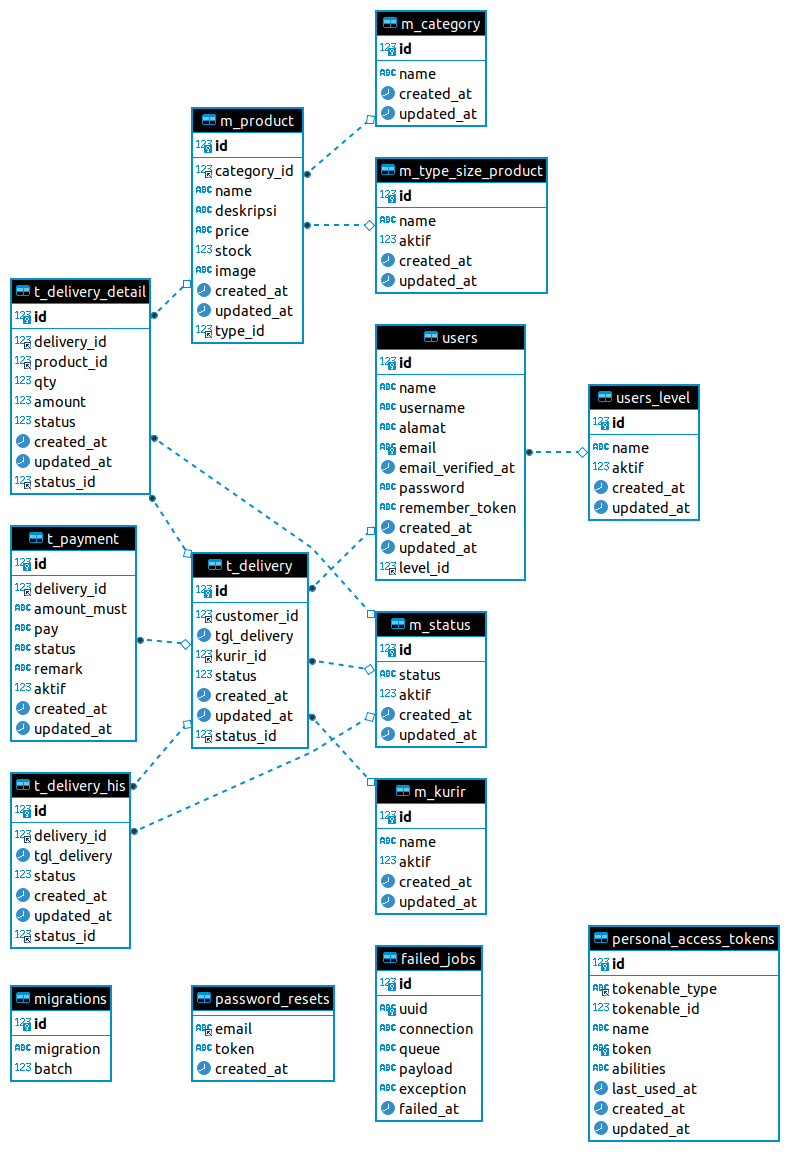 m_category
id
name
created_at
updated_at
m_product
id
category_id
name
deskripsi
price
stock
image
created_at
updated_at
type_id
m_type_size_product
id
name
aktif
created_at
updated_at
t_delivery_detail
id
delivery_id
product_id
qty
amount
status
created_at
updated_at
status_id
users
id
name
username
alamat
email
email_verified_at
password
remember_token
created_at
updated_at
level_id
users_level
id
name
aktif
created_at
updated_at
t_payment
id
delivery_id
amount_must
pay
status
remark
aktif
created_at
updated_at
t_delivery
id
customer_id
tgl_delivery
kurir_id
status
created_at
updated_at
status_id
m_status
id
status
aktif
created_at
updated_at
t_delivery_his
id
delivery_id
tgl_delivery
status
created_at
updated_at
status_id
m_kurir
id
name
aktif
created_at
updated_at
migrations
id
migration
batch
password_resets
email
token
created_at
failed_jobs
id
uuid
connection
queue
payload
exception
failed_at
personal_access_tokens
id
tokenable_type
tokenable_id
name
token
abilities
last_used_at
created_at
updated_at